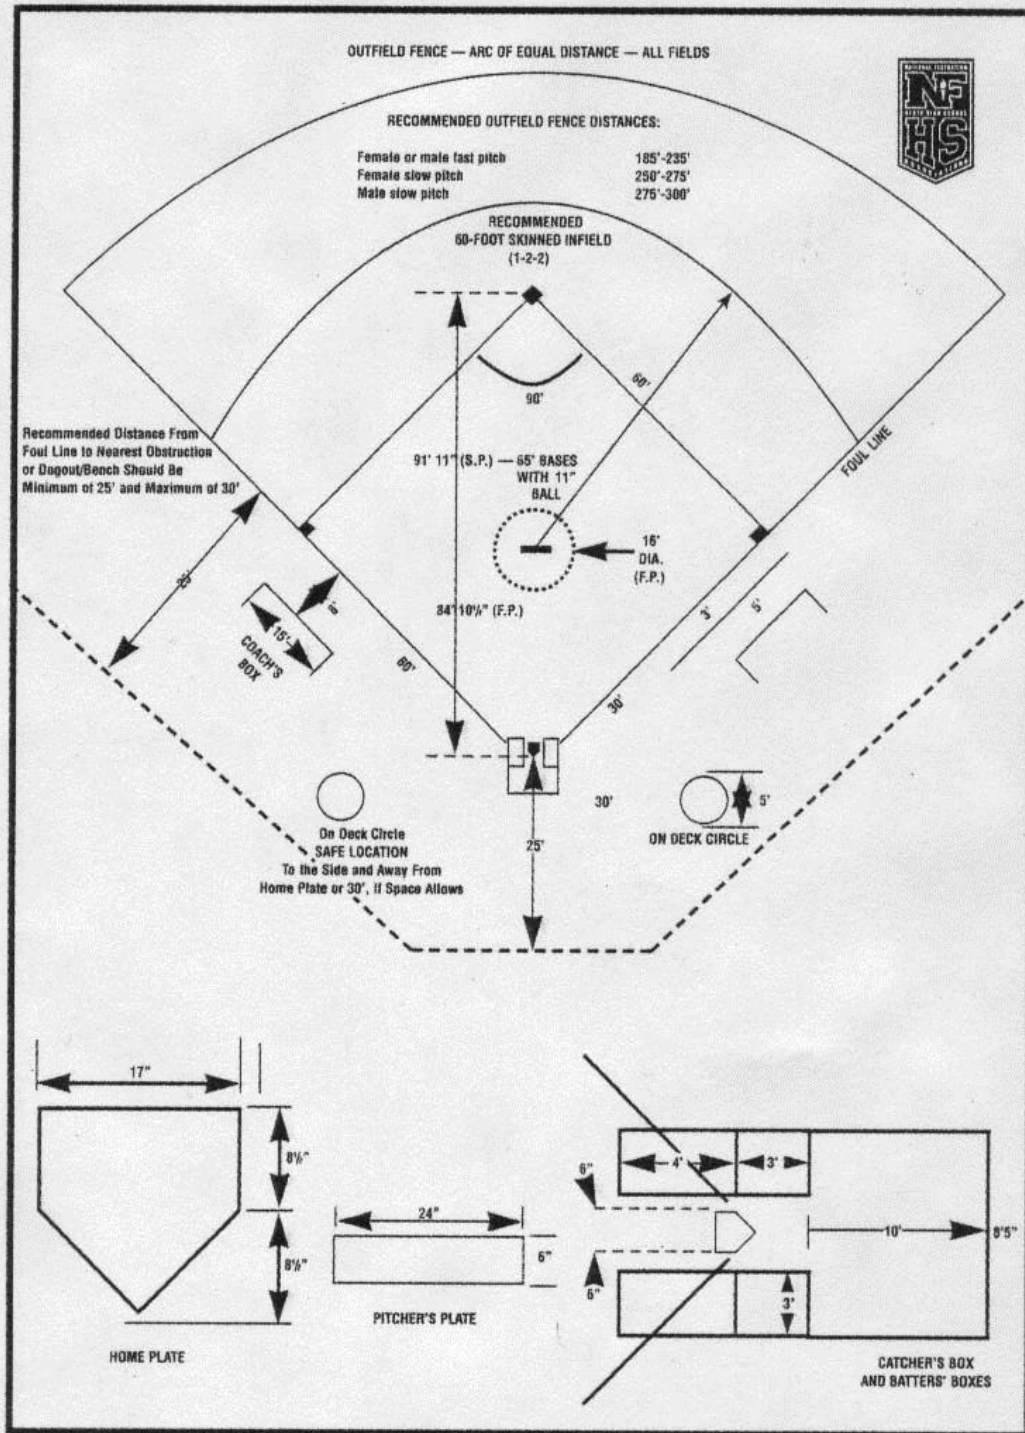 OUTFIELD FENCE — ARC OF EQUAL DISTANCE — ALL FIELDS
NF
HS
RECOMMENDED OUTFIELD FENCE DISTANCES:
Female or male fast pitch 185'-235'
Female slow pitch 250'-275'
Male slow pitch 275'-300'
RECOMMENDED
60-FOOT SKINNED INFIELD
(1-2-2)
60'
90'
Recommended Distance From
Foul Line to Nearest Obstruction
or Dugout/Bench Should Be
Minimum of 25' and Maximum of 30'
FOUL LINE
91' 11" (S.P.) — 65' BASES
WITH 11"
BALL
16'
DIA.
(F.P.)
25'
8'
15'
COACH'S
BOX
84' 10¼" (F.P.)
3'
5'
60'
30'
30'
5'
On Deck Circle
SAFE LOCATION
To the Side and Away From
Home Plate or 30', If Space Allows
25'
ON DECK CIRCLE
17"
8½"
8½"
HOME PLATE
24"
6"
PITCHER'S PLATE
4'
3'
6"
6"
10'
8'5"
3'
CATCHER'S BOX
AND BATTERS' BOXES